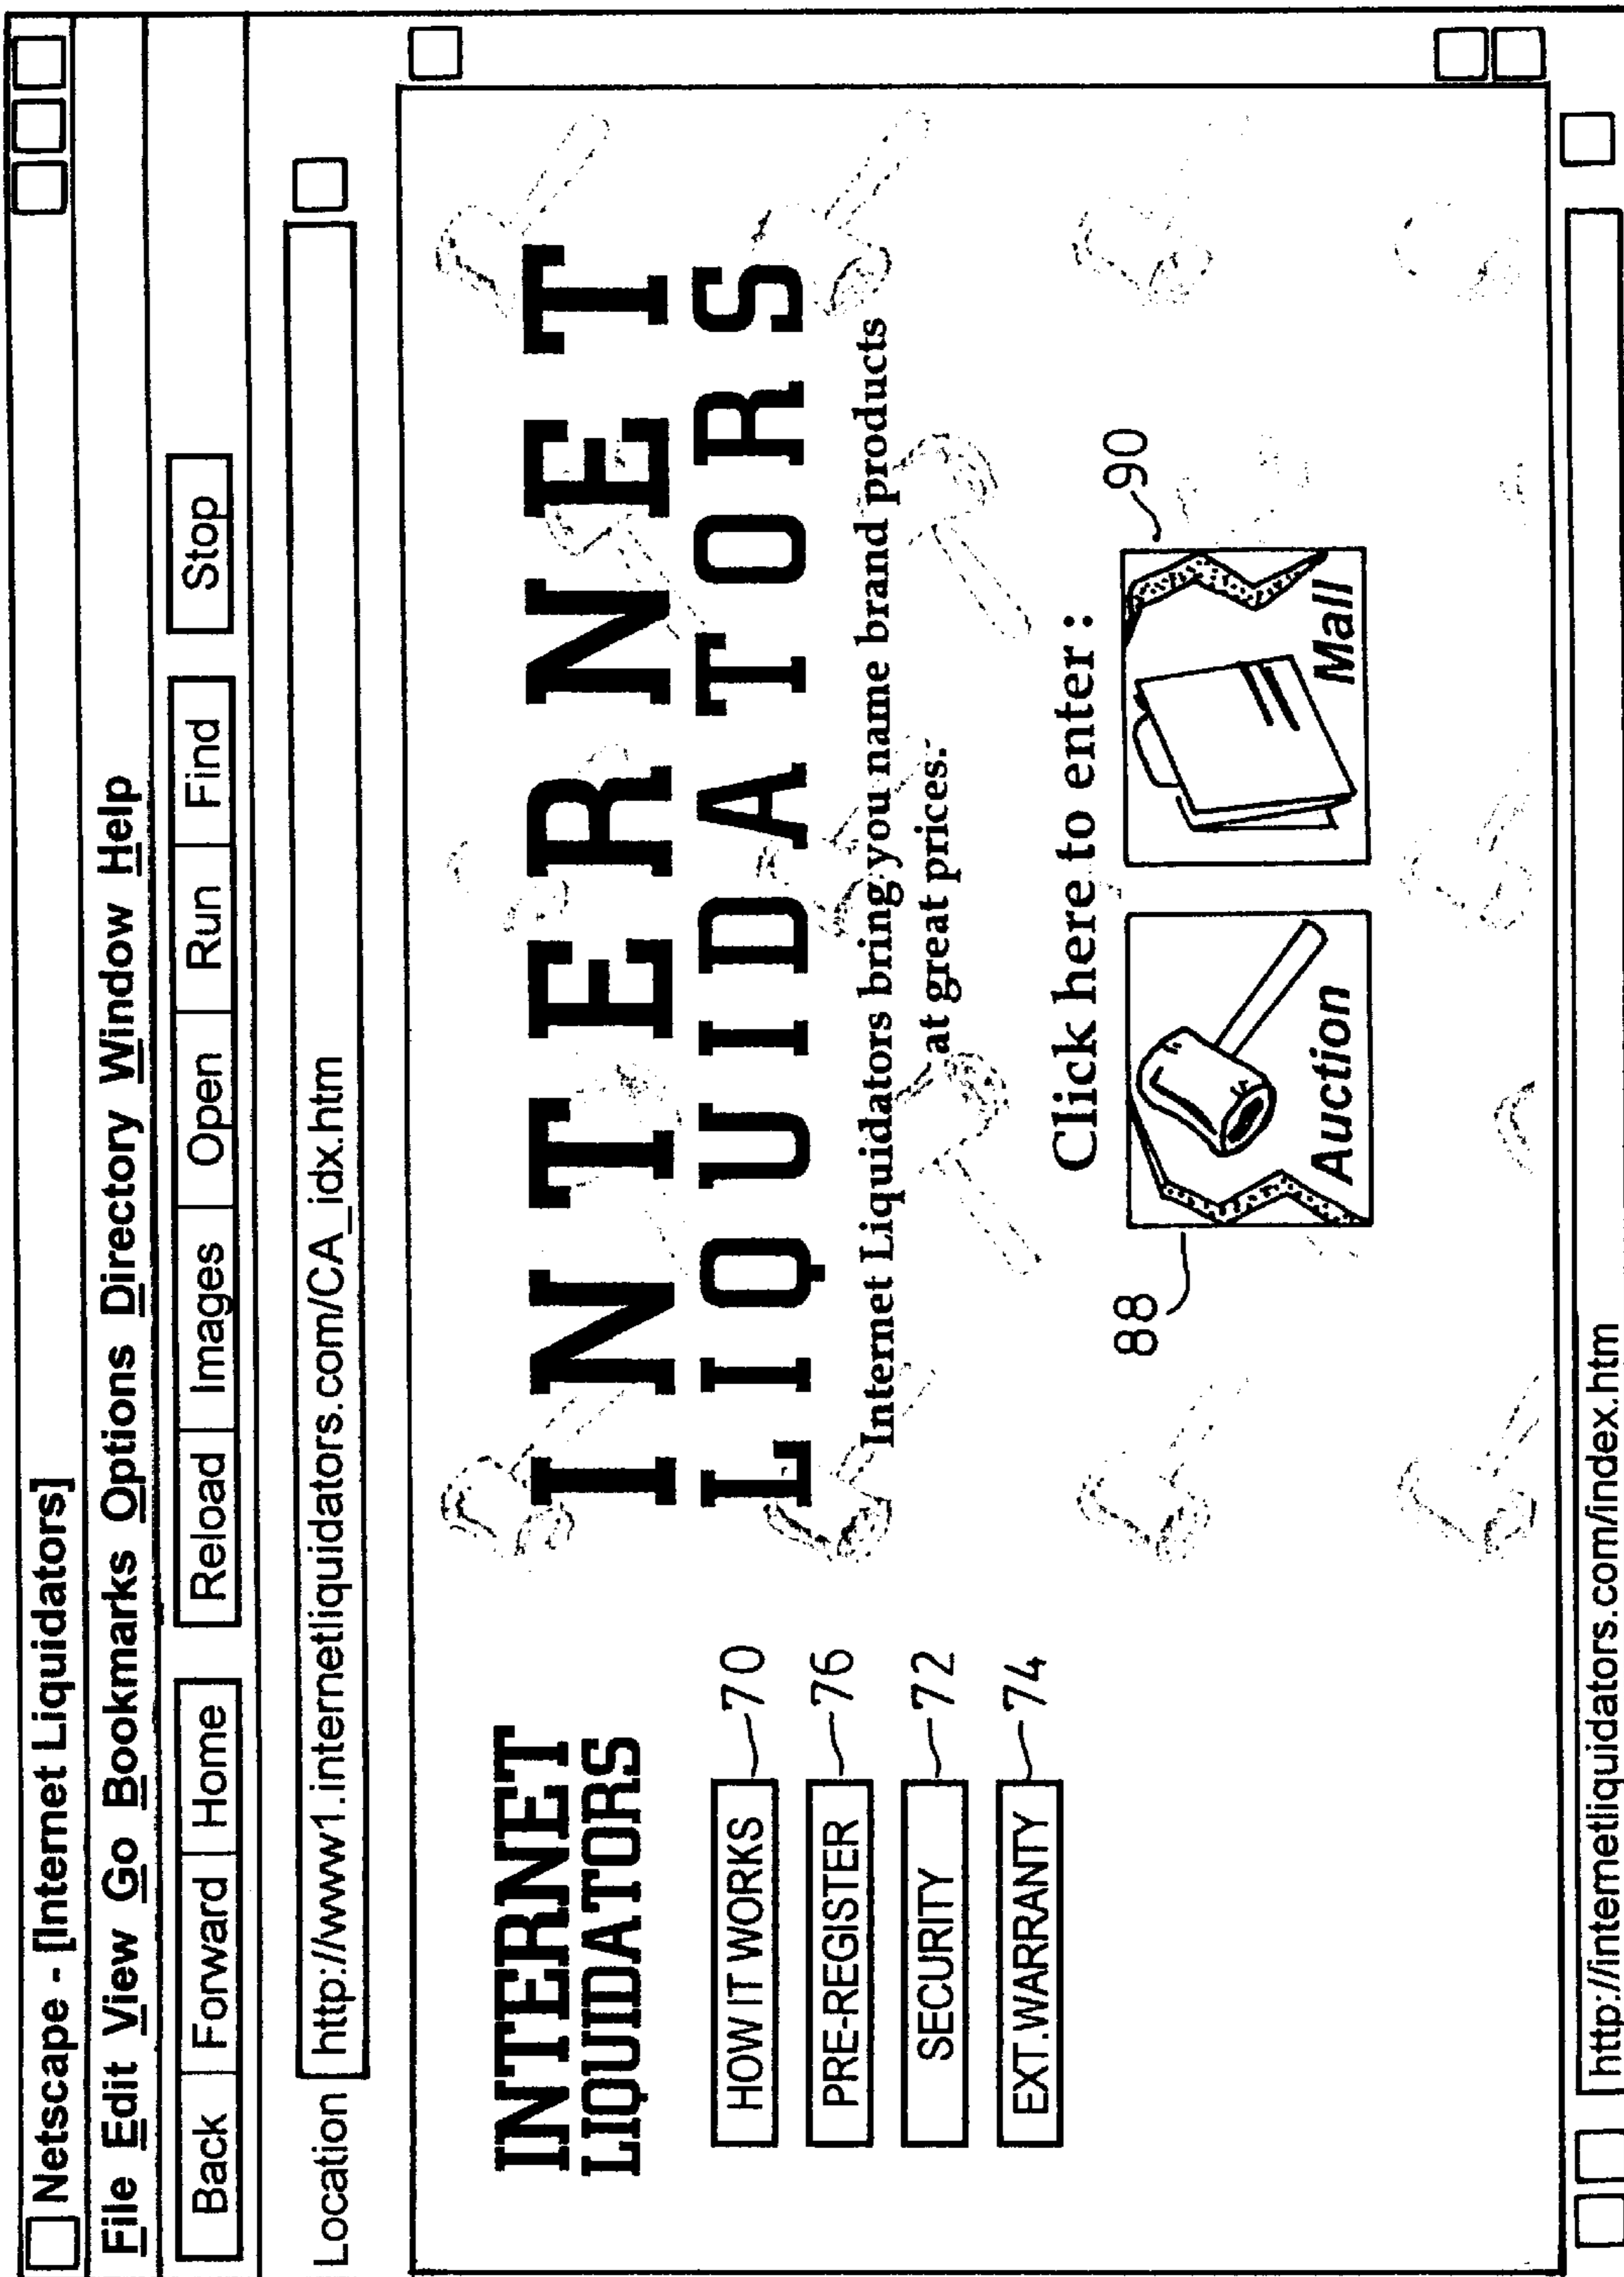 Netscape - [Internet Liquidators]
File Edit View Go Bookmarks Options Directory Window Help
Back Forward Home Reload Images Open Run Find Stop
Location http://www1.internetliquidators.com/CA_idx.htm
INTERNET
LIQUIDATORS
HOW IT WORKS 70
PRE-REGISTER 76
SECURITY 72
EXT.WARRANTY 74
INTERNET
LIQUIDATORS
Internet Liquidators bring you name brand products
at great prices.
Click here to enter :
88 Auction Mall 90
http://internetliquidators.com/index.htm